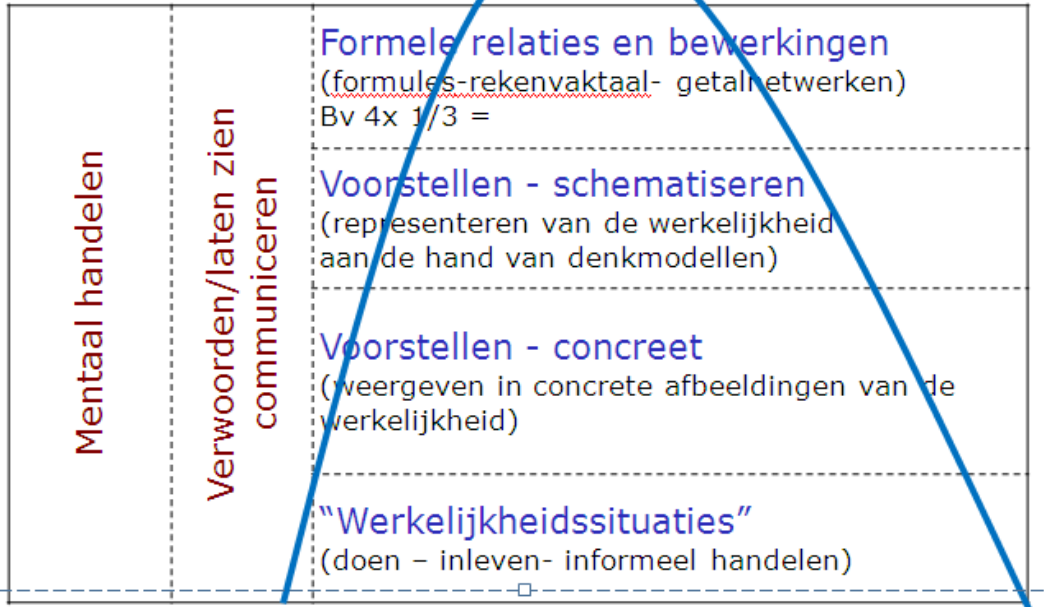 Mentaal handelen
Verwoorden/laten zien
communiceren
Formele relaties en bewerkingen
(formules-rekenvaktaal- getalnetwerken)
Bv 4x 1/3 =
Voorstellen - schematiseren
(representeren van de werkelijkheid
aan de hand van denkmodellen)
Voorstellen - concreet
(weergeven in concrete afbeeldingen van de
werkelijkheid)
“Werkelijkheidssituaties”
(doen – inleven- informeel handelen)